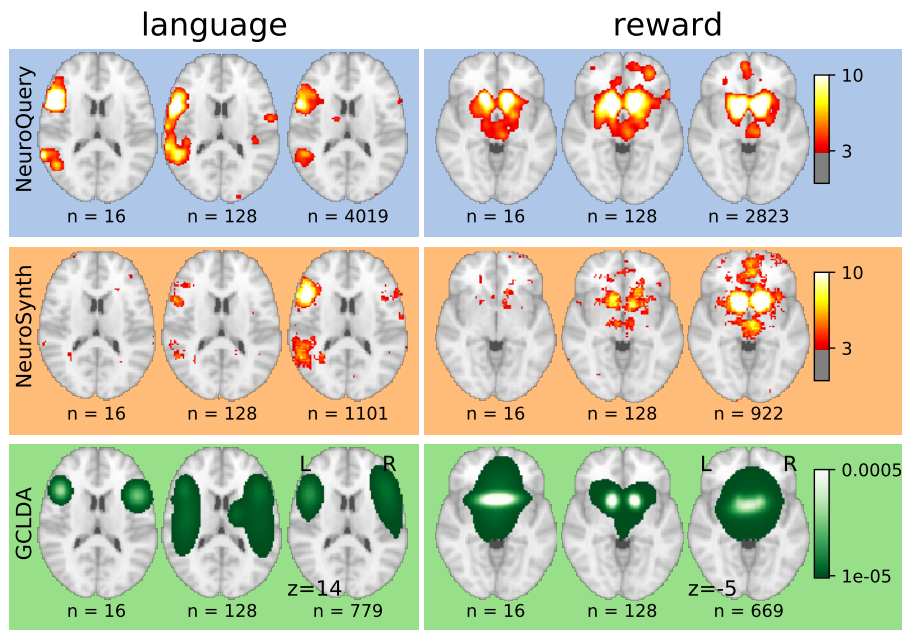 language reward
NeuroQuery
10
3
n = 16 n = 128 n = 4019 n = 16 n = 128 n = 2823
NeuroSynth
10
3
n = 16 n = 128 n = 1101 n = 16 n = 128 n = 922
GCLDA
L R L R
0.0005
z=14 z=-5
1e-05
n = 16 n = 128 n = 779 n = 16 n = 128 n = 669